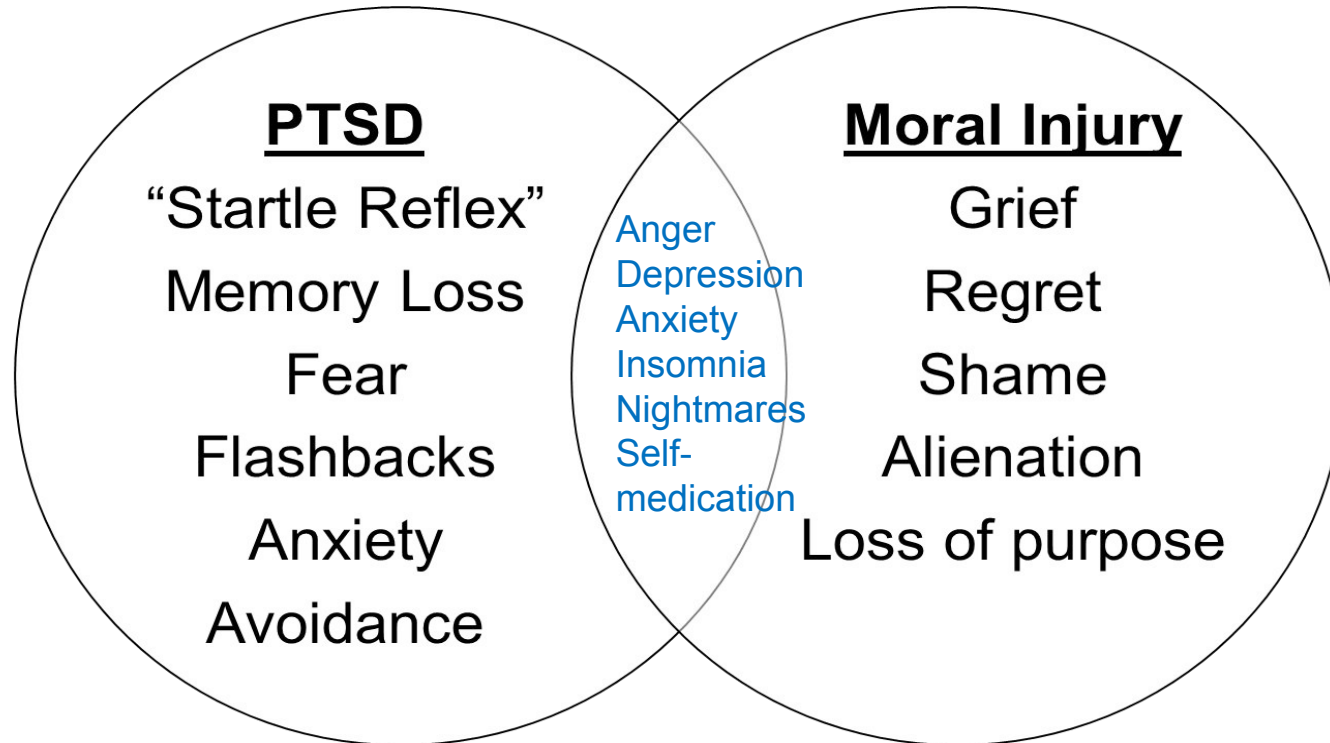 PTSD
“Startle Reflex”
Memory Loss
Fear
Flashbacks
Anxiety
Avoidance
Anger
Depression
Anxiety
Insomnia
Nightmares
Self-
medication
Moral Injury
Grief
Regret
Shame
Alienation
Loss of purpose